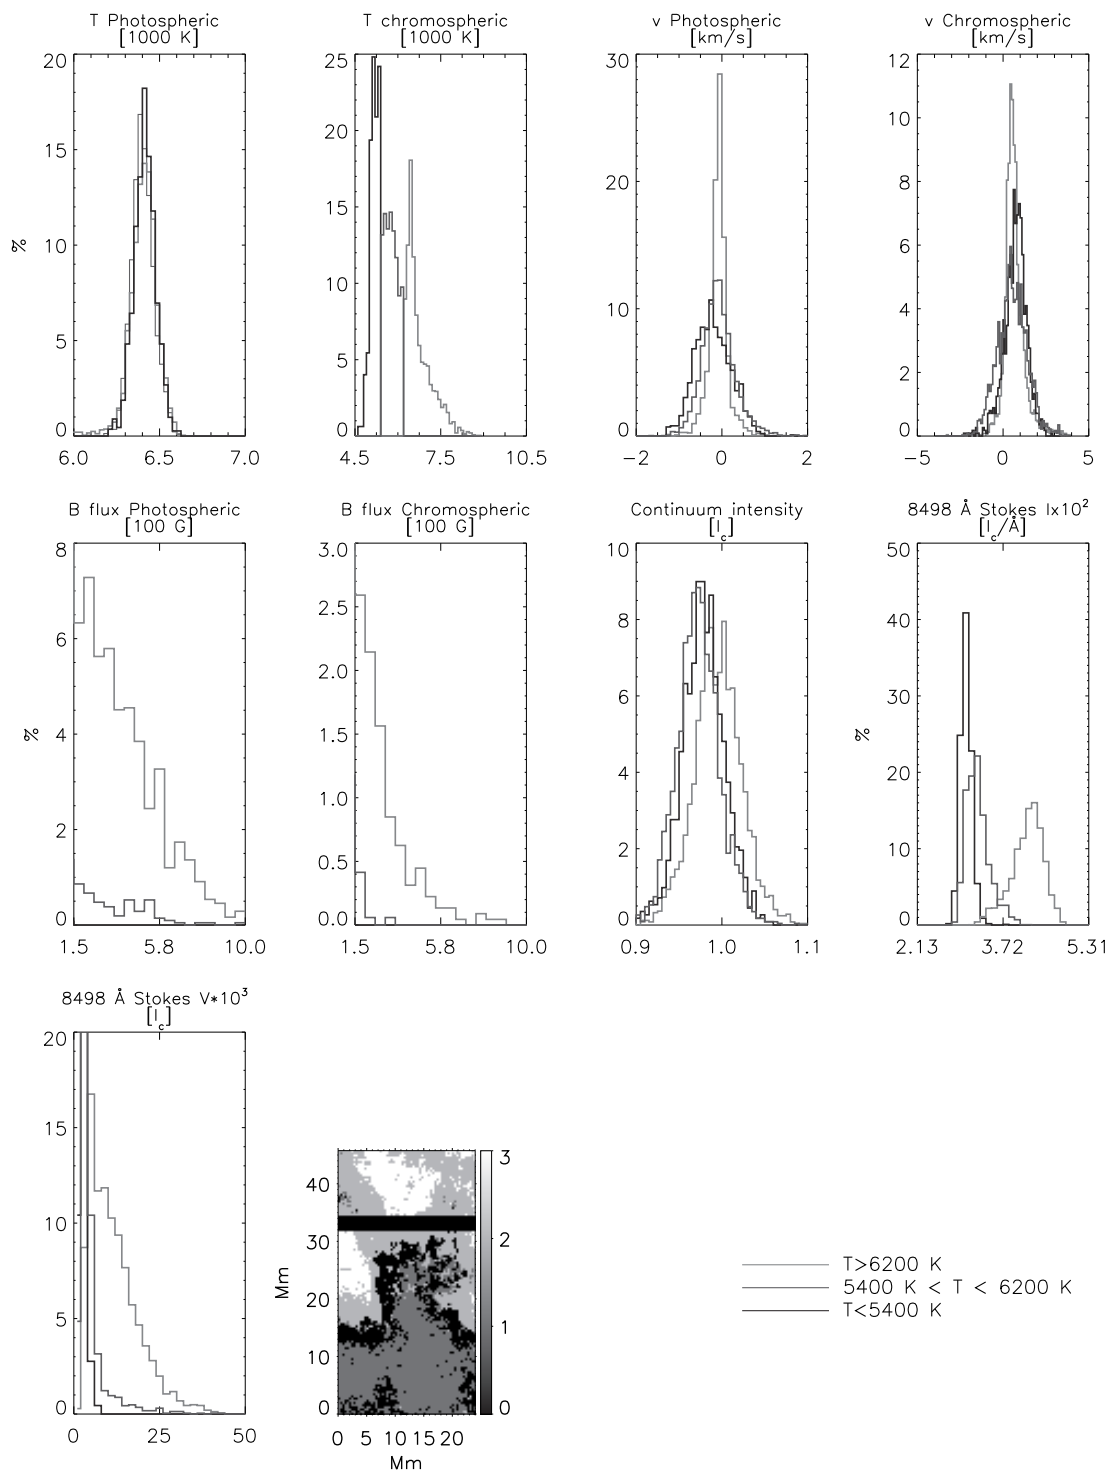 T Photospheric
[1000 K]
T chromospheric
[1000 K]
v Photospheric
[km/s]
v Chromospheric
[km/s]
20
15
10
5
0
%
6.0 6.5 7.0
25
20
15
10
5
0
4.5 7.5 10.5
30
20
10
0
−2 0 2
12
10
8
6
4
2
0
−5 0 5
B flux Photospheric
[100 G]
B flux Chromospheric
[100 G]
Continuum intensity
[I_c]
8498 Å Stokes I×10²
[I_c/Å]
8
6
4
2
0
%
1.5 5.8 10.0
3.0
2.5
2.0
1.5
1.0
0.5
0.0
1.5 5.8 10.0
10
8
6
4
2
0
0.9 1.0 1.1
50
40
30
20
10
0
%
2.13 3.72 5.31
8498 Å Stokes V*10³
[I_c]
20
15
10
5
0
0 25 50
40
30
20
10
0
Mm
0 5 10 15 20
Mm
3
2
1
0
T>6200 K
5400 K < T < 6200 K
T<5400 K